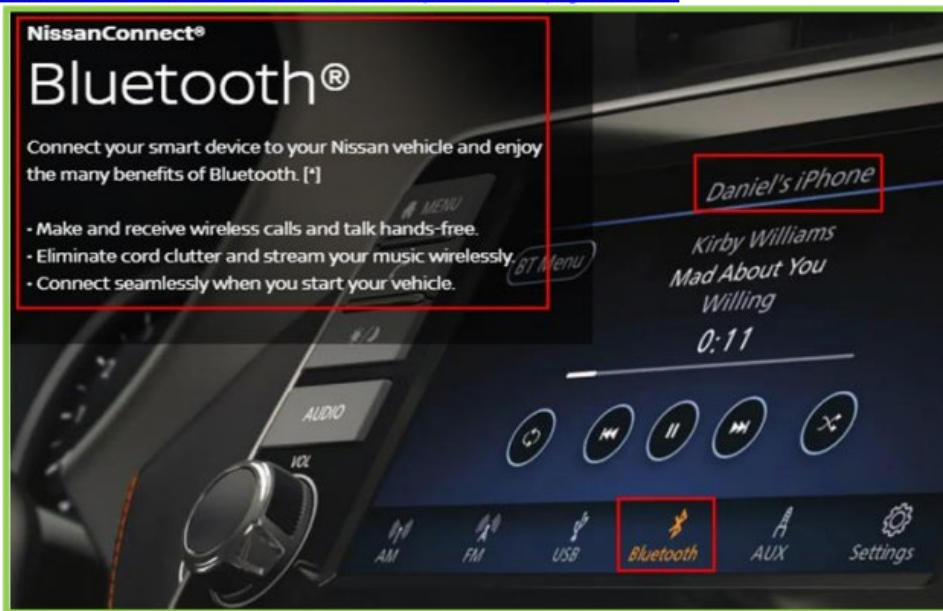 NissanConnect®
Bluetooth®
Connect your smart device to your Nissan vehicle and enjoy
the many benefits of Bluetooth. [*]
• Make and receive wireless calls and talk hands-free.
• Eliminate cord clutter and stream your music wirelessly.
• Connect seamlessly when you start your vehicle.
MENU
Daniel's iPhone
BT Menu
Kirby Williams
Mad About You
Willing
0:11
AUDIO
VOL
AM
FM
USB
Bluetooth
AUX
Settings